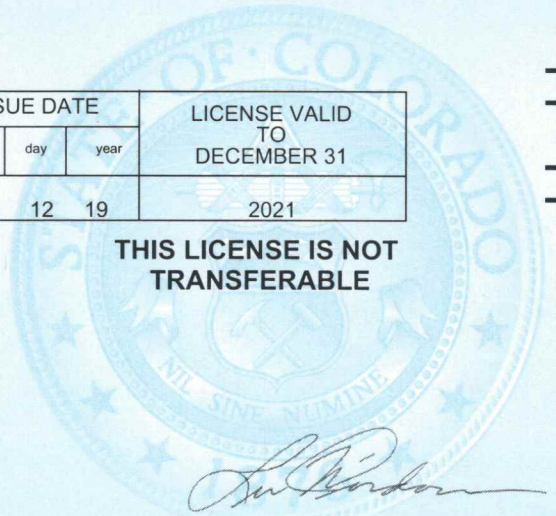 SUE DATE
LICENSE VALID
TO
DECEMBER 31
day year
12 19 2021
THIS LICENSE IS NOT
TRANSFERABLE
STATE OF COLORADO
NIL SINE NUMINE